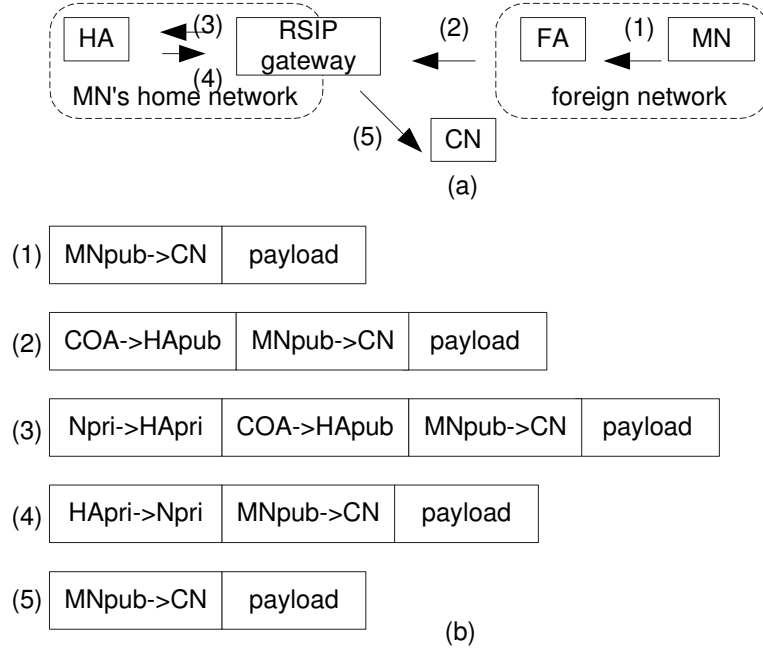 HA
(3)
(4)
RSIP
gateway
(2)
FA
(1)
MN
MN's home network
foreign network
(5)
CN
(a)
(1) MNpub->CN payload
(2) COA->HApub MNpub->CN payload
(3) Npri->HApri COA->HApub MNpub->CN payload
(4) HApri->Npri MNpub->CN payload
(5) MNpub->CN payload
(b)